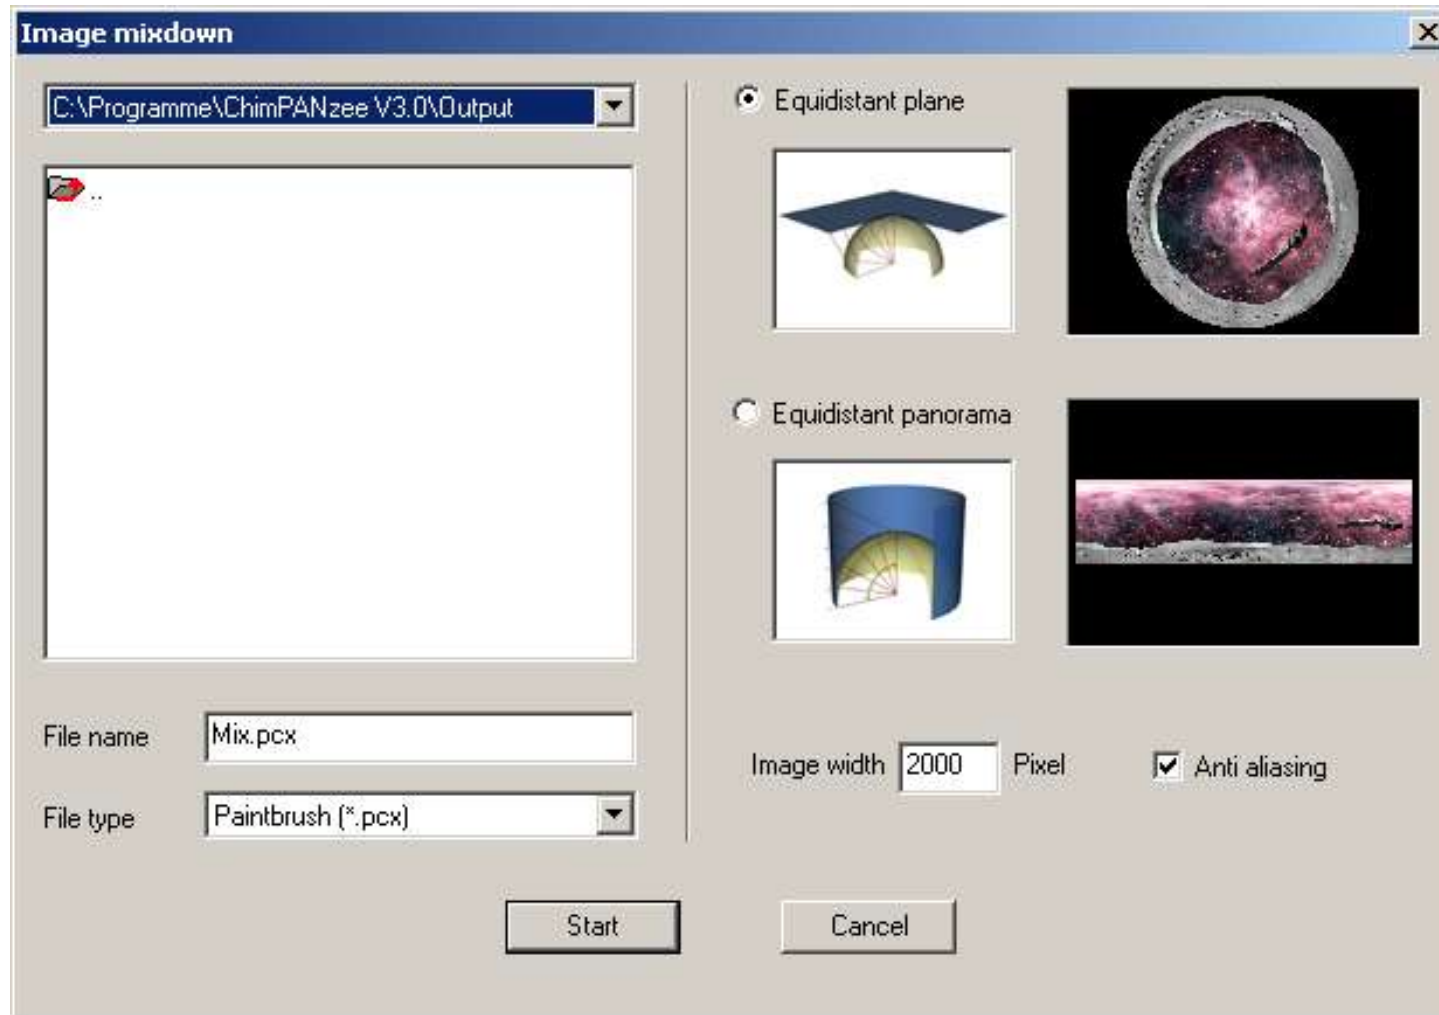 Image mixdown
C:\Programme\ChimPANzee V3.0\Output
..
File name
Mix.pcx
File type
Paintbrush (*.pcx)
Equidistant plane
Equidistant panorama
Image width 2000 Pixel
Anti aliasing
Start
Cancel